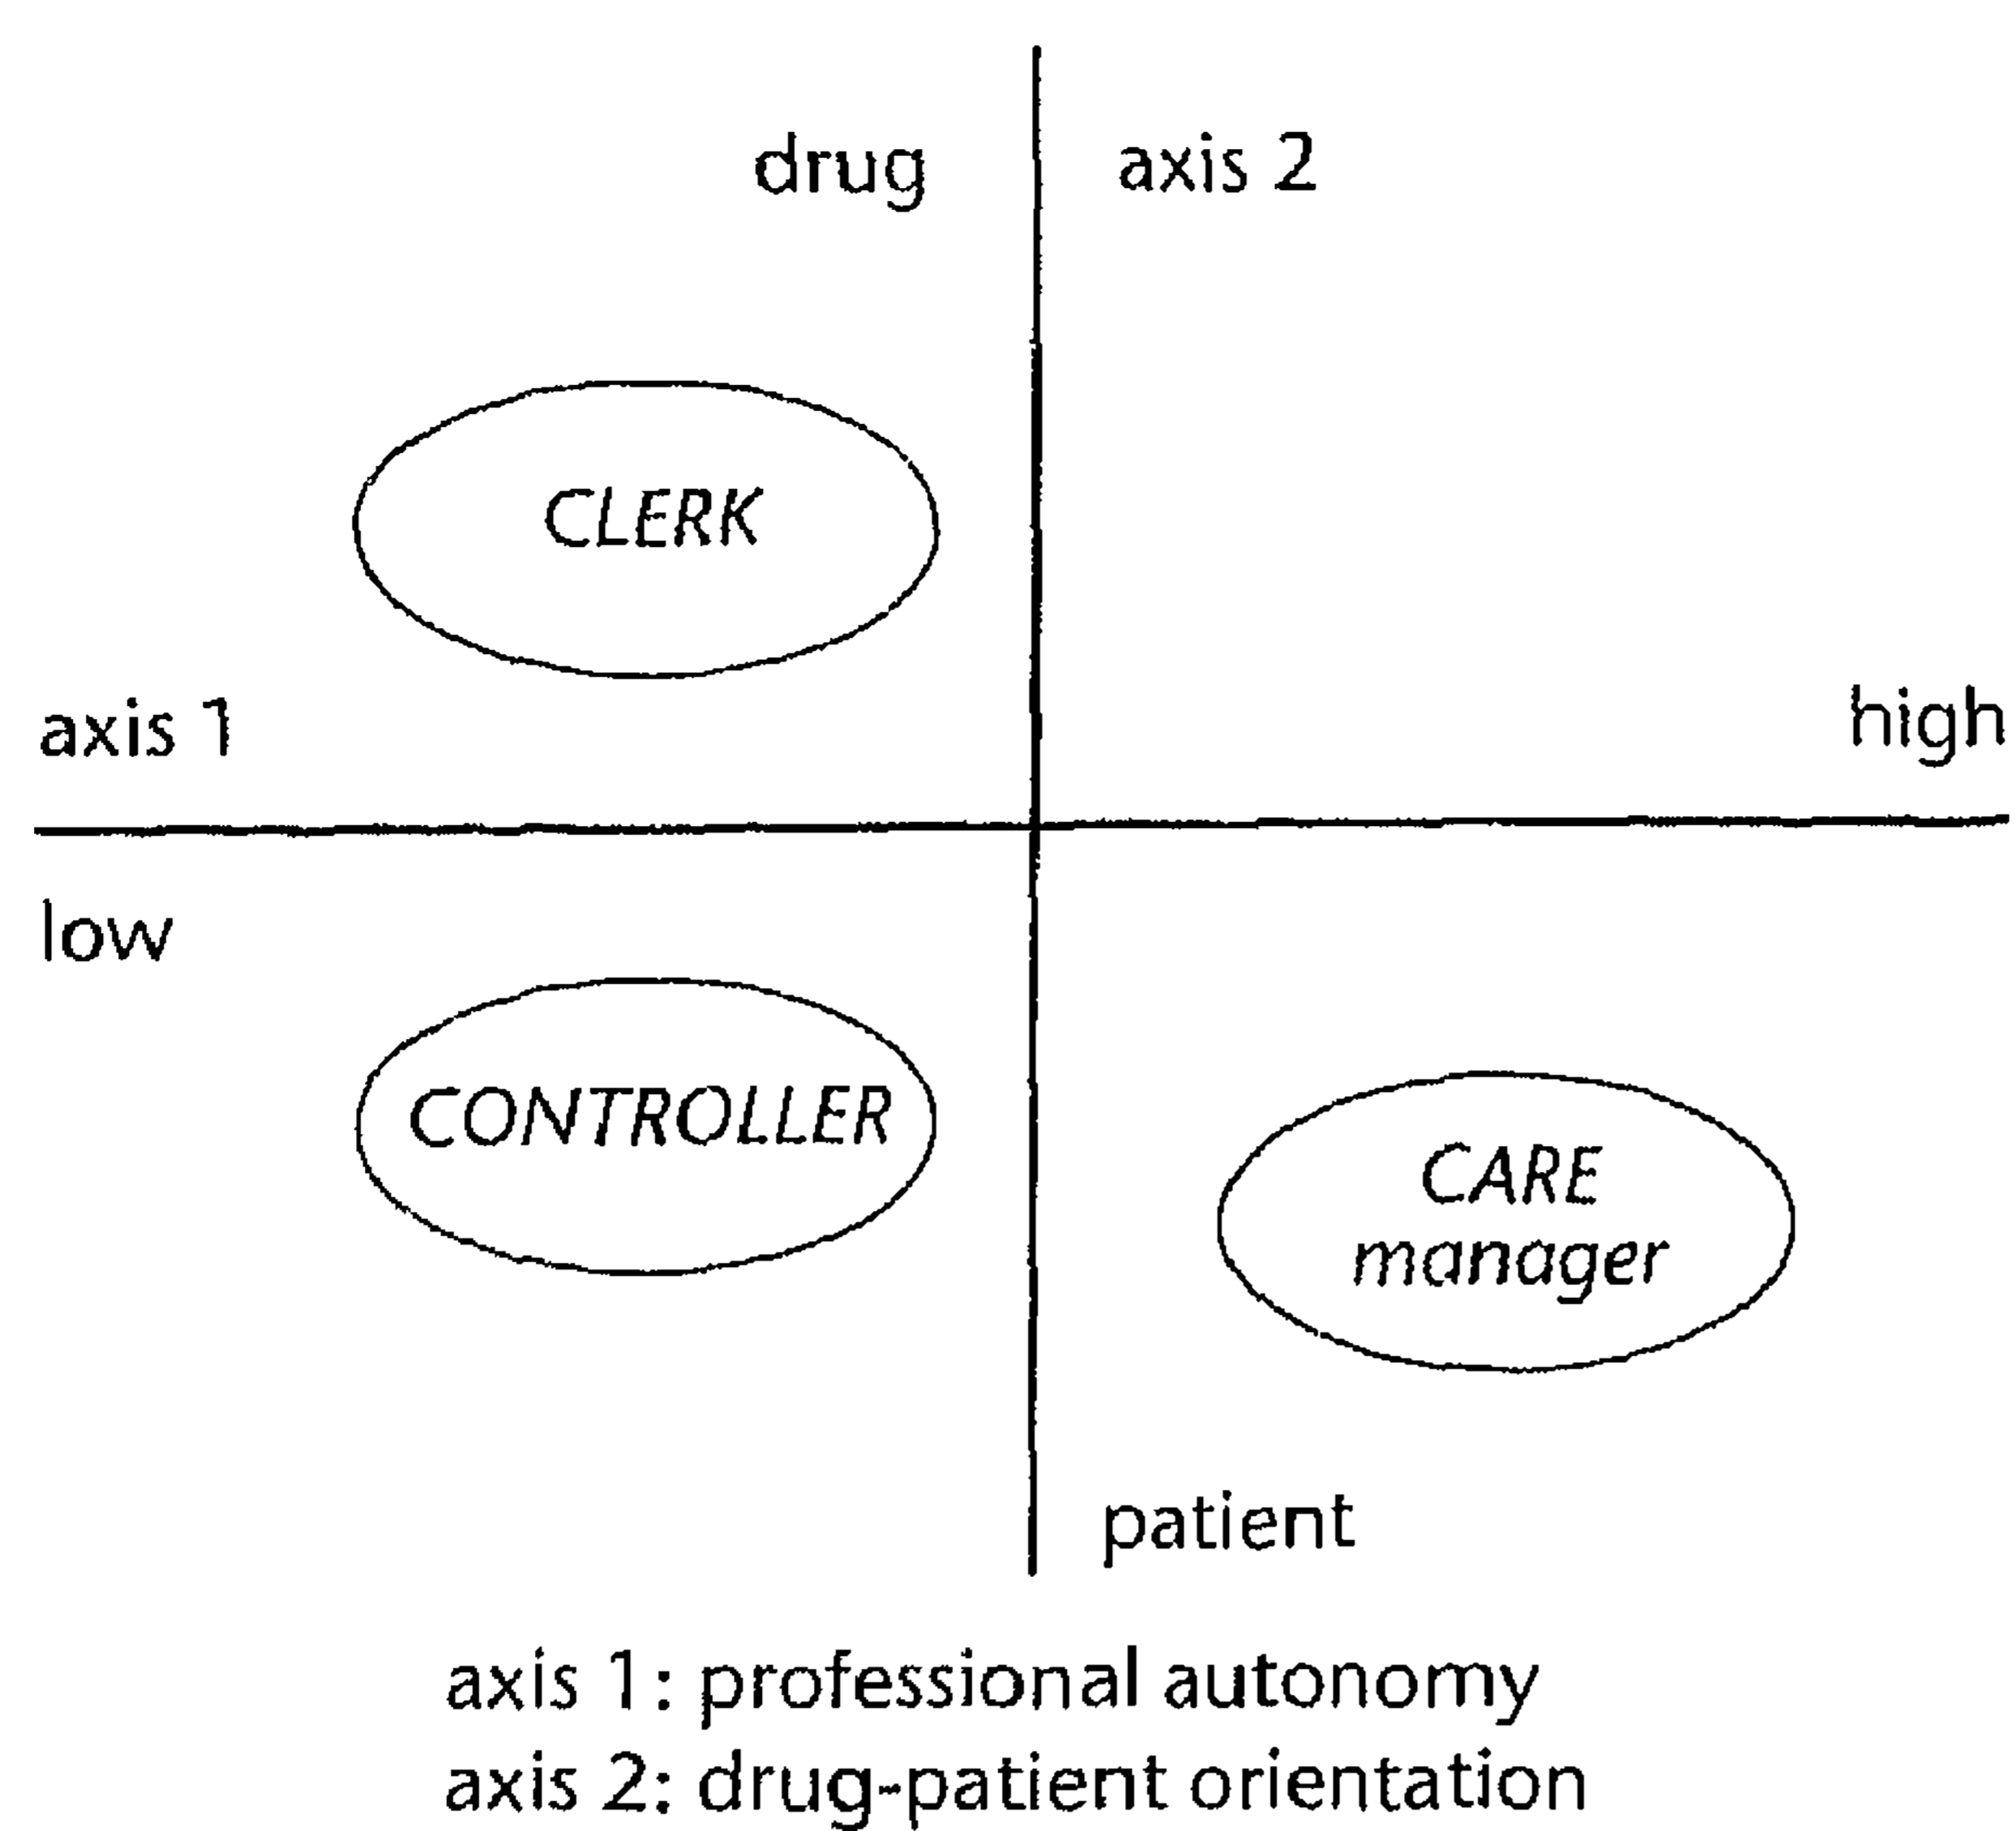 drug axis 2
CLERK
axis 1 high
low
CONTROLLER
CARE
manager
patient
axis 1: professional autonomy
axis 2: drug-patient orientation